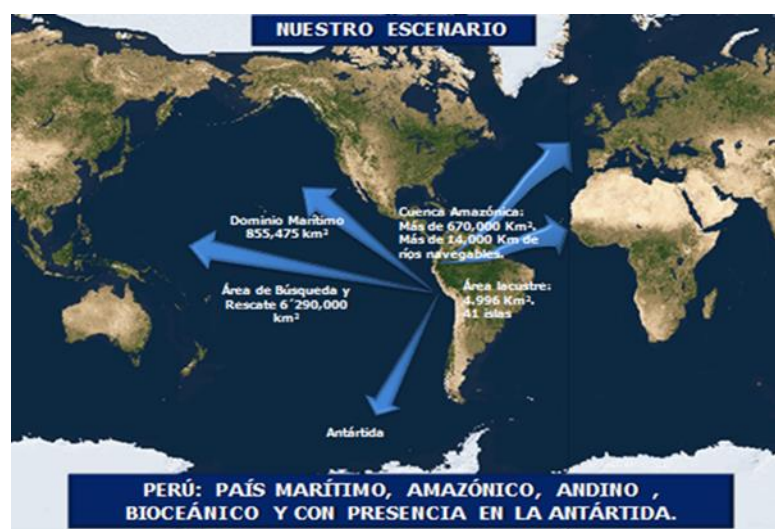 NUESTRO ESCENARIO
Dominio Marítimo
855,475 km²
Cuenca Amazónica:
Más de 670,000 Km².
Más de 14,000 Km de
ríos navegables.
Área de Búsqueda y
Rescate 6´290,000
km²
Área lacustre:
4.996 Km².
41 islas
Antártida
PERÚ: PAÍS MARÍTIMO, AMAZÓNICO, ANDINO ,
BIOCEÁNICO Y CON PRESENCIA EN LA ANTÁRTIDA.